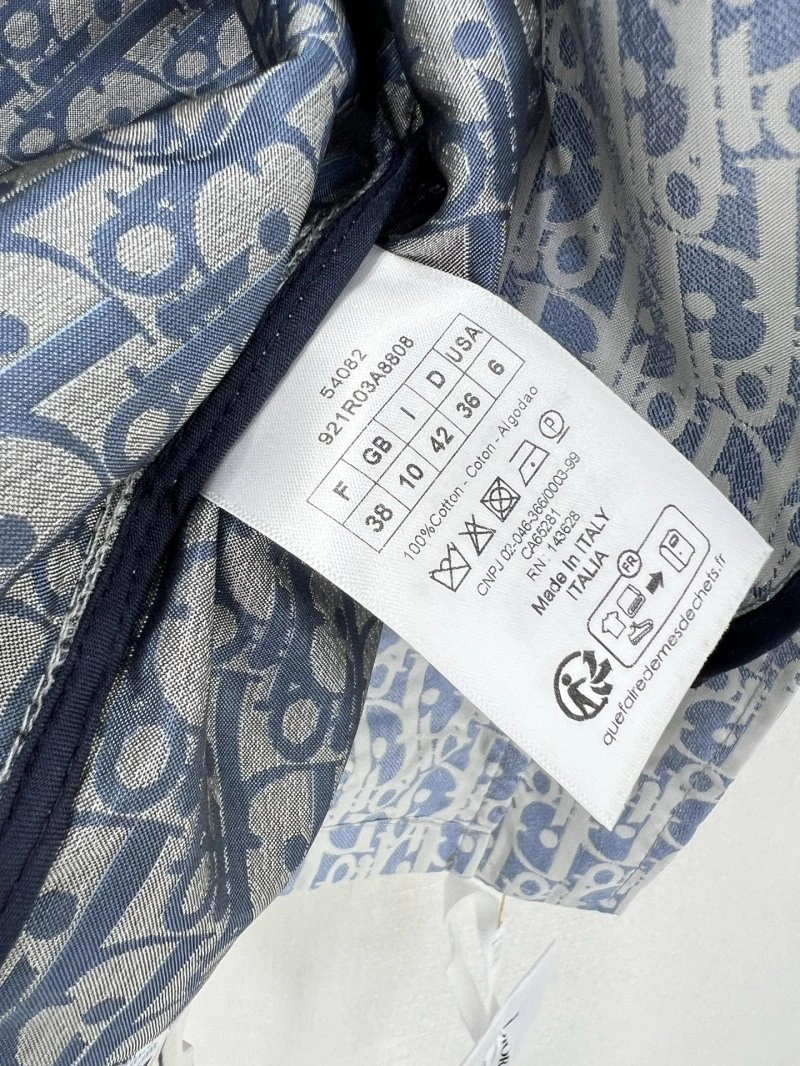 54082
921R03A8808
F GB I D USA
38 10 42 36 6
100%Cotton - Coton - Algodao
P
CNPJ 02-046-366/0003-99
CA65281
RN : 143628
Made In ITALY
ITALIA
FR
quefairedemesdechets.fr